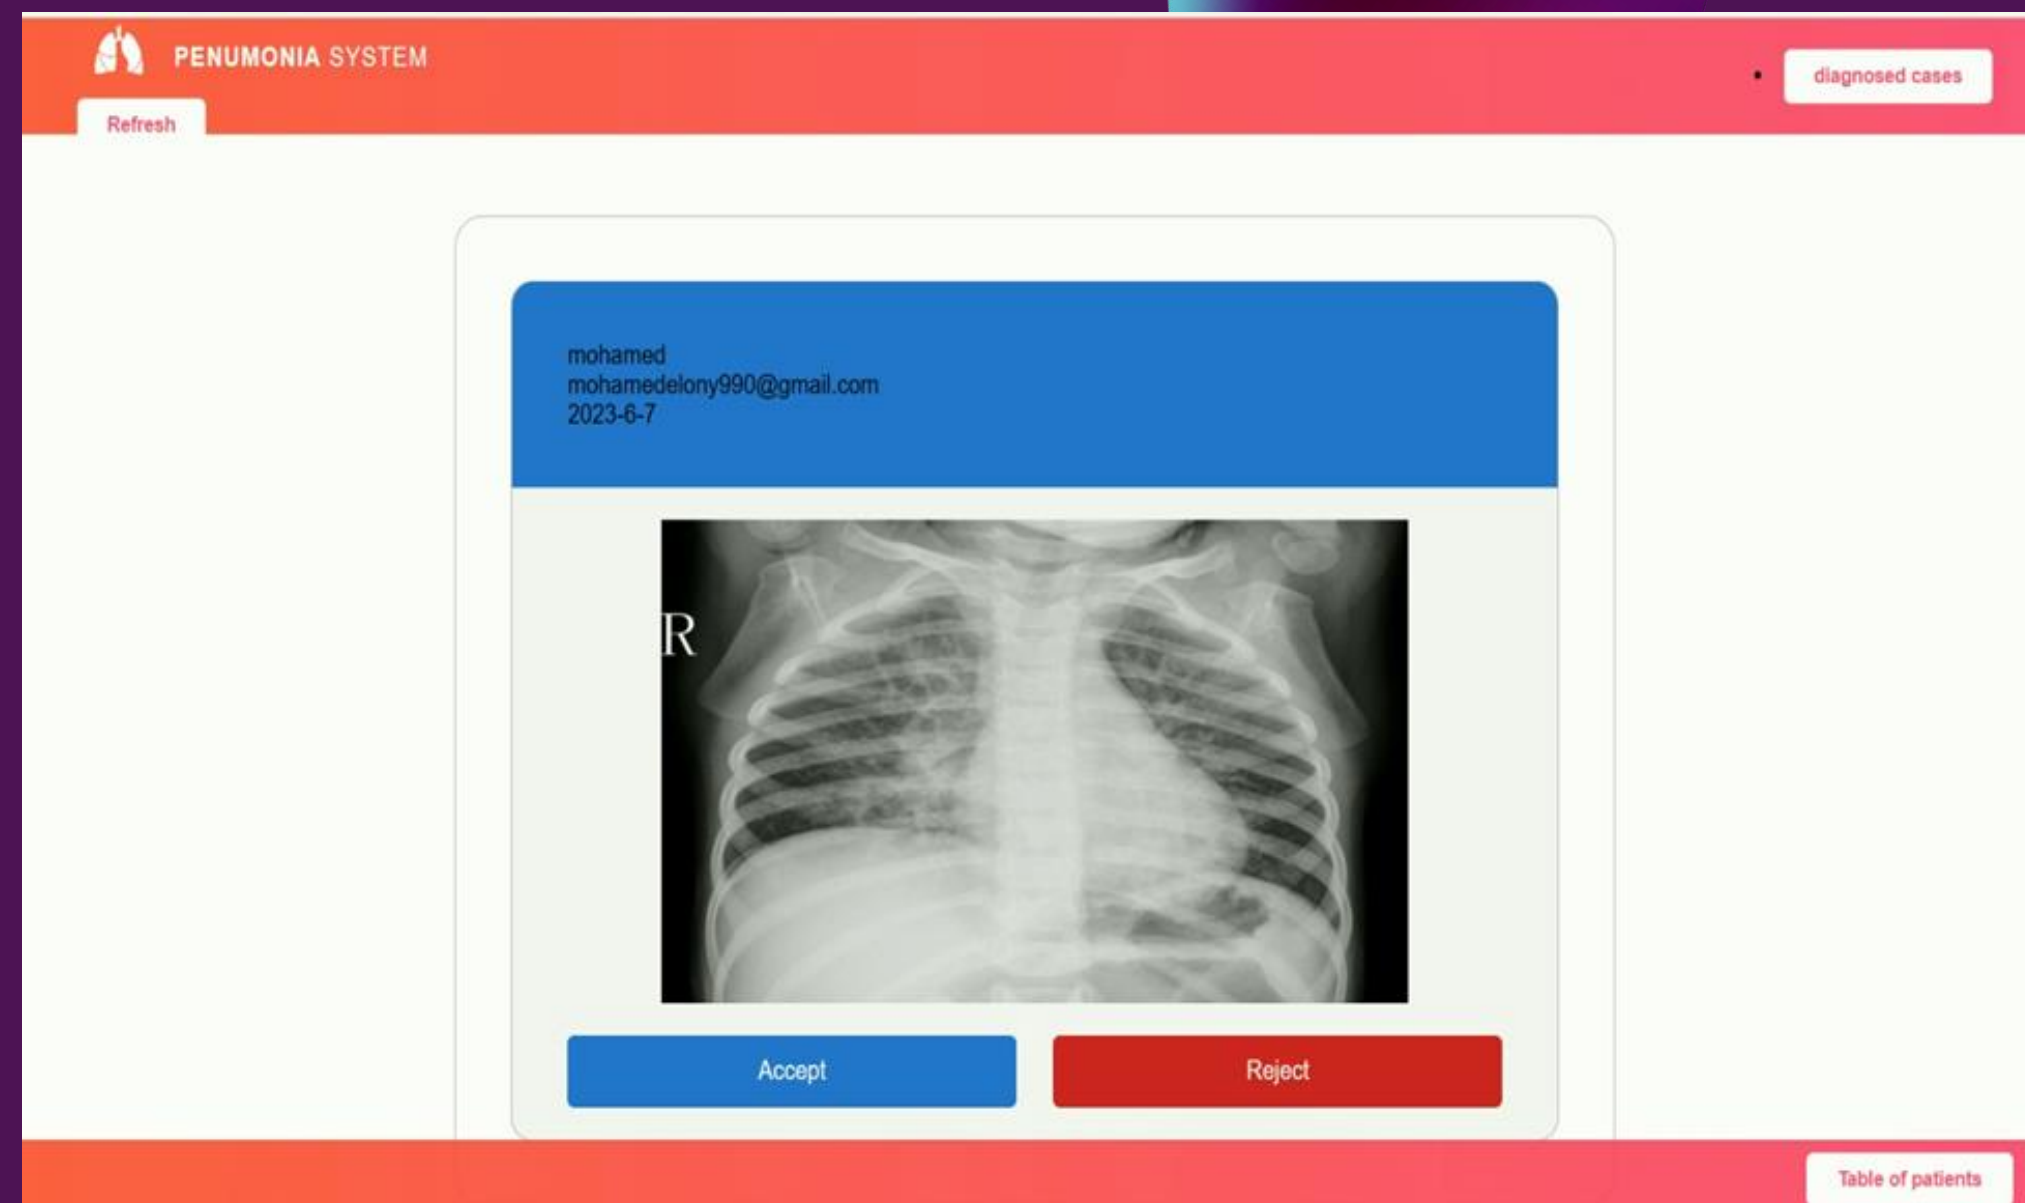 PENUMONIA SYSTEM
diagnosed cases
Refresh
mohamed
mohamedelony990@gmail.com
2023-6-7
R
Accept
Reject
Table of patients